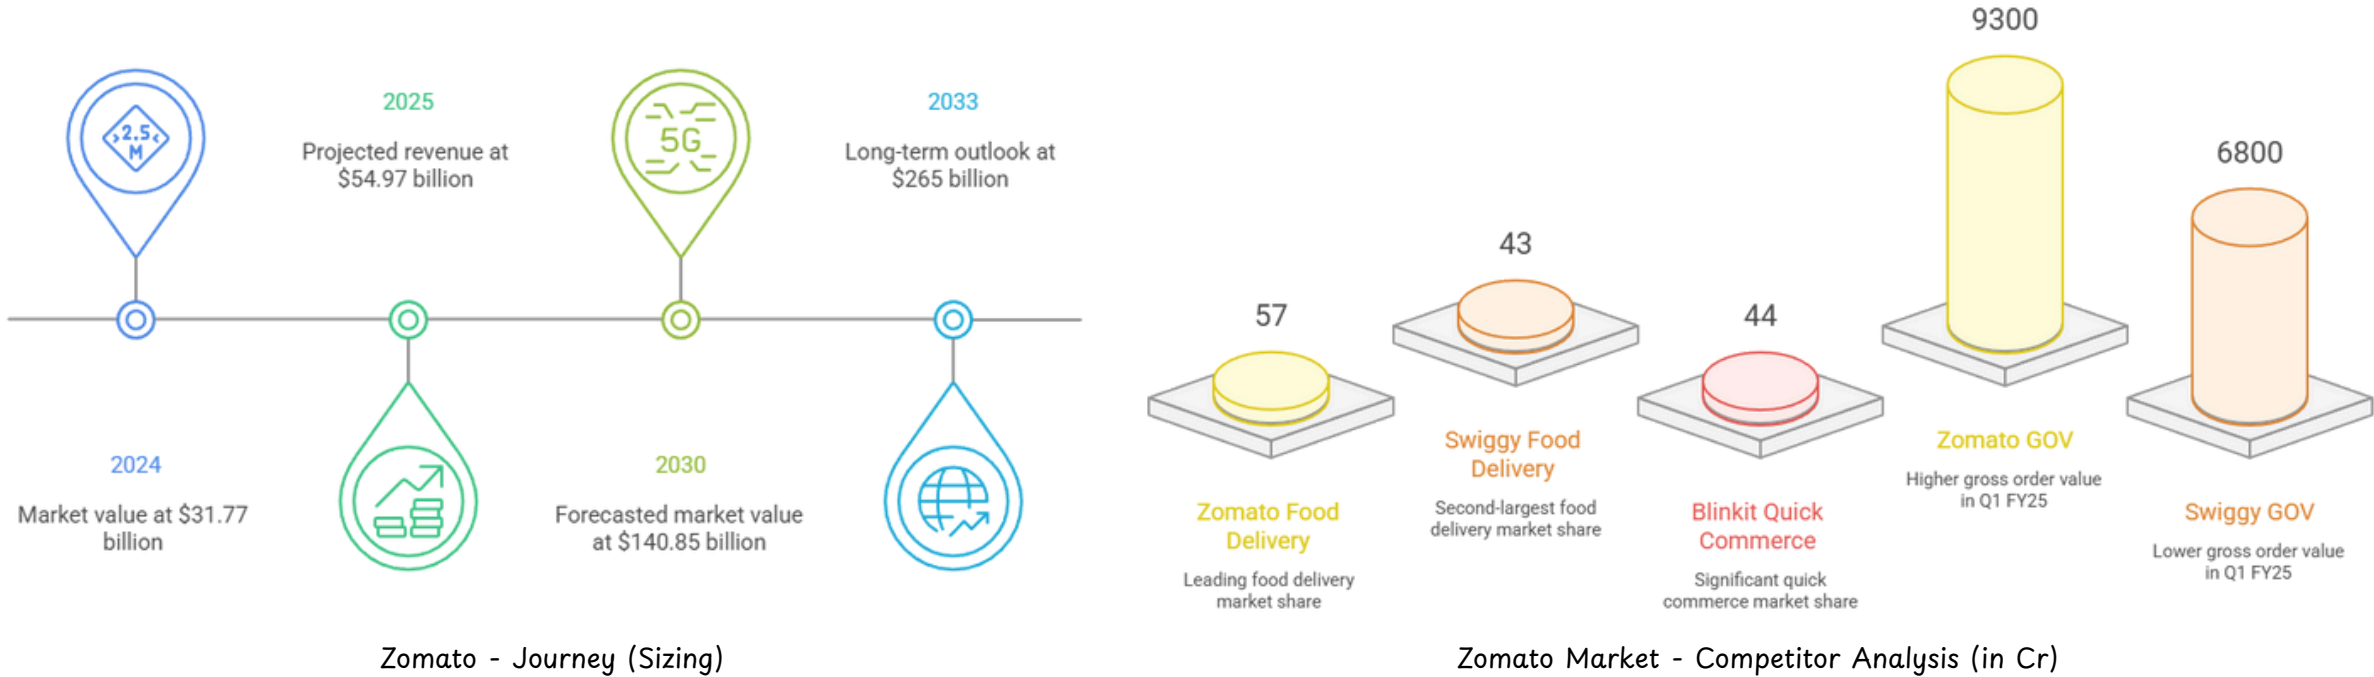 >2.5<
M
2024
Market value at $31.77
billion
2025
Projected revenue at
$54.97 billion
5G
2030
Forecasted market value
at $140.85 billion
2033
Long-term outlook at
$265 billion
Zomato - Journey (Sizing)
57
Zomato Food
Delivery
Leading food delivery
market share
43
Swiggy Food
Delivery
Second-largest food
delivery market share
44
Blinkit Quick
Commerce
Significant quick
commerce market share
9300
Zomato GOV
Higher gross order value
in Q1 FY25
6800
Swiggy GOV
Lower gross order value
in Q1 FY25
Zomato Market - Competitor Analysis (in Cr)